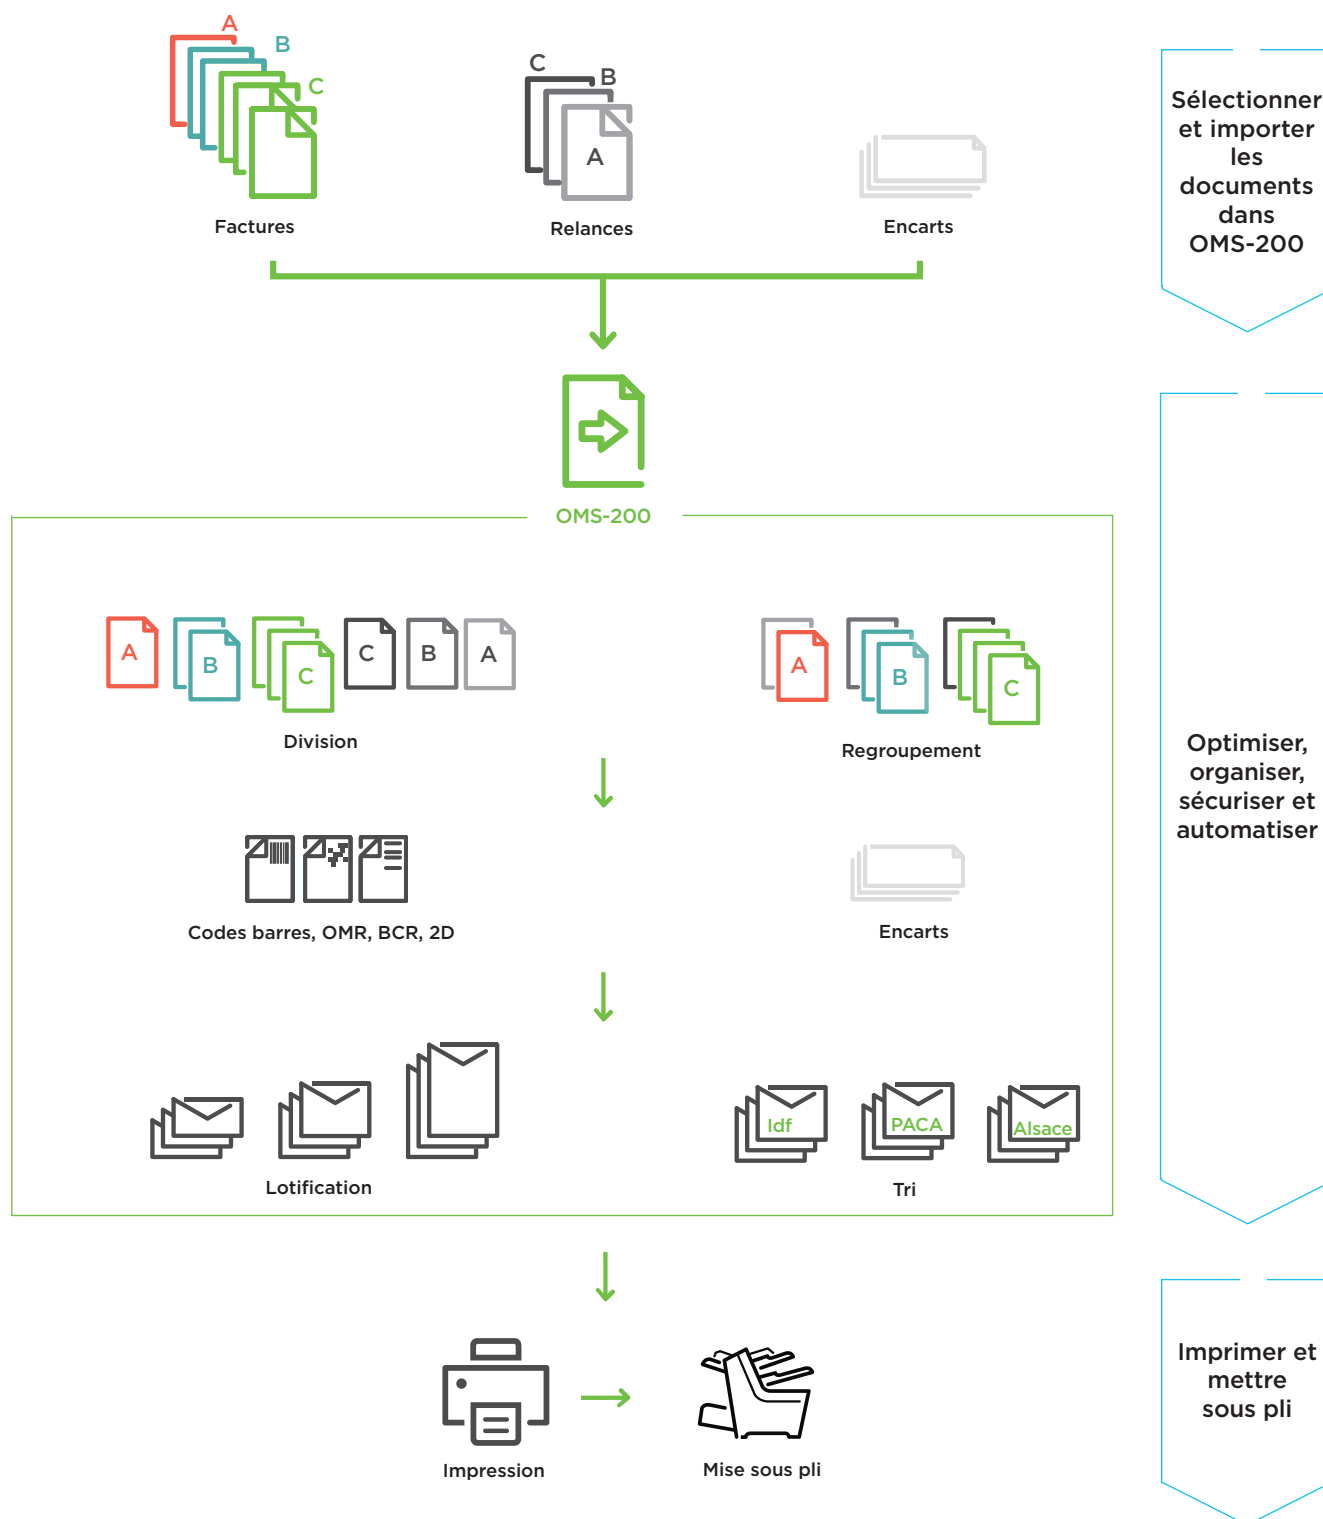 A
B
C
C
B
A
Factures
Relances
Encarts
Sélectionner
et importer
les
documents
dans
OMS-200
OMS-200
A
B
C
C
B
A
Division
A
B
C
Regroupement
Codes barres, OMR, BCR, 2D
Encarts
Optimiser,
organiser,
sécuriser et
automatiser
Lotification
Idf
PACA
Alsace
Tri
Impression
Mise sous pli
Imprimer et
mettre
sous pli